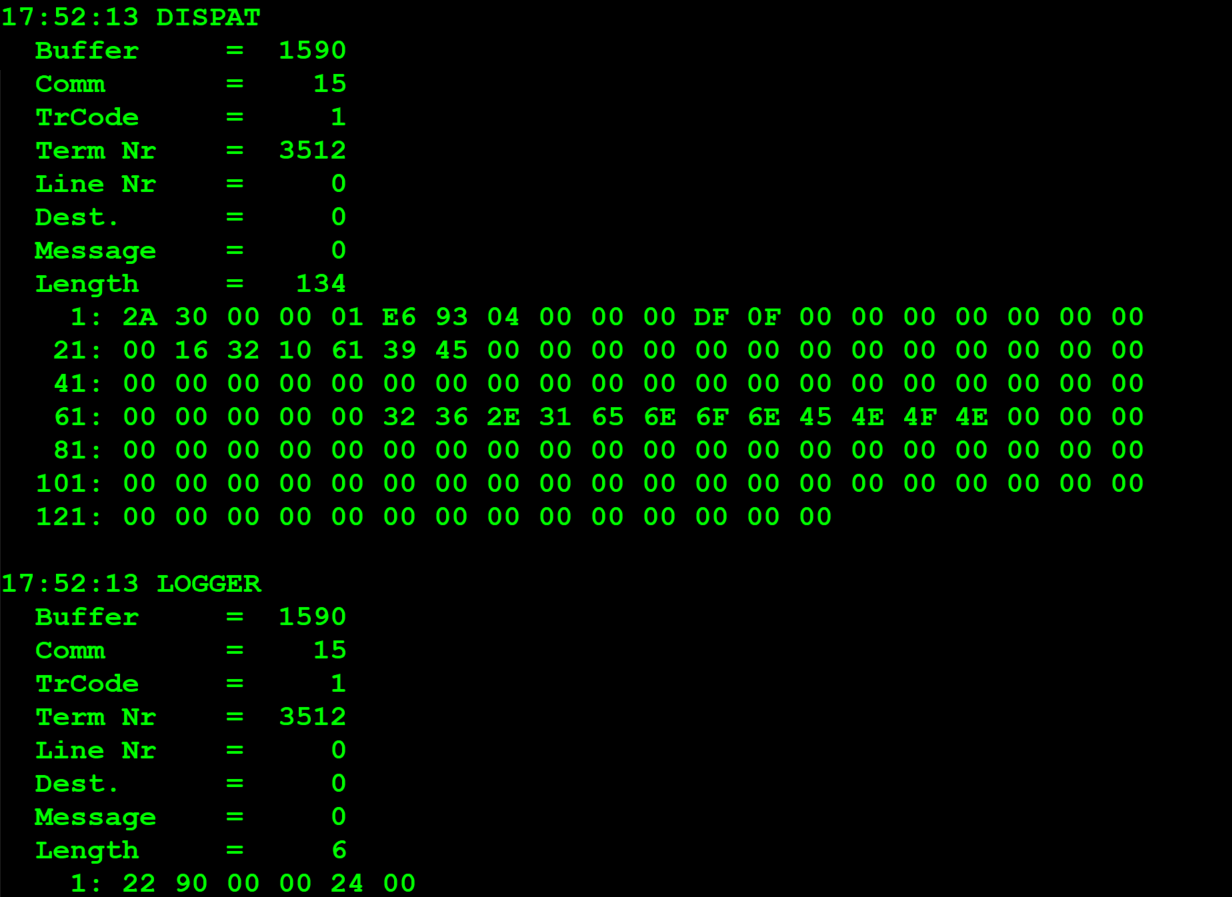 17:52:13 DISPAT
Buffer = 1590
Comm = 15
TrCode = 1
Term Nr = 3512
Line Nr = 0
Dest. = 0
Message = 0
Length = 134
1: 2A 30 00 00 01 E6 93 04 00 00 00 DF 0F 00 00 00 00 00 00 00
21: 00 16 32 10 61 39 45 00 00 00 00 00 00 00 00 00 00 00 00 00
41: 00 00 00 00 00 00 00 00 00 00 00 00 00 00 00 00 00 00 00 00
61: 00 00 00 00 00 32 36 2E 31 65 6E 6F 6E 45 4E 4F 4E 00 00 00
81: 00 00 00 00 00 00 00 00 00 00 00 00 00 00 00 00 00 00 00 00
101: 00 00 00 00 00 00 00 00 00 00 00 00 00 00 00 00 00 00 00 00
121: 00 00 00 00 00 00 00 00 00 00 00 00 00 00
17:52:13 LOGGER
Buffer = 1590
Comm = 15
TrCode = 1
Term Nr = 3512
Line Nr = 0
Dest. = 0
Message = 0
Length = 6
1: 22 90 00 00 24 00